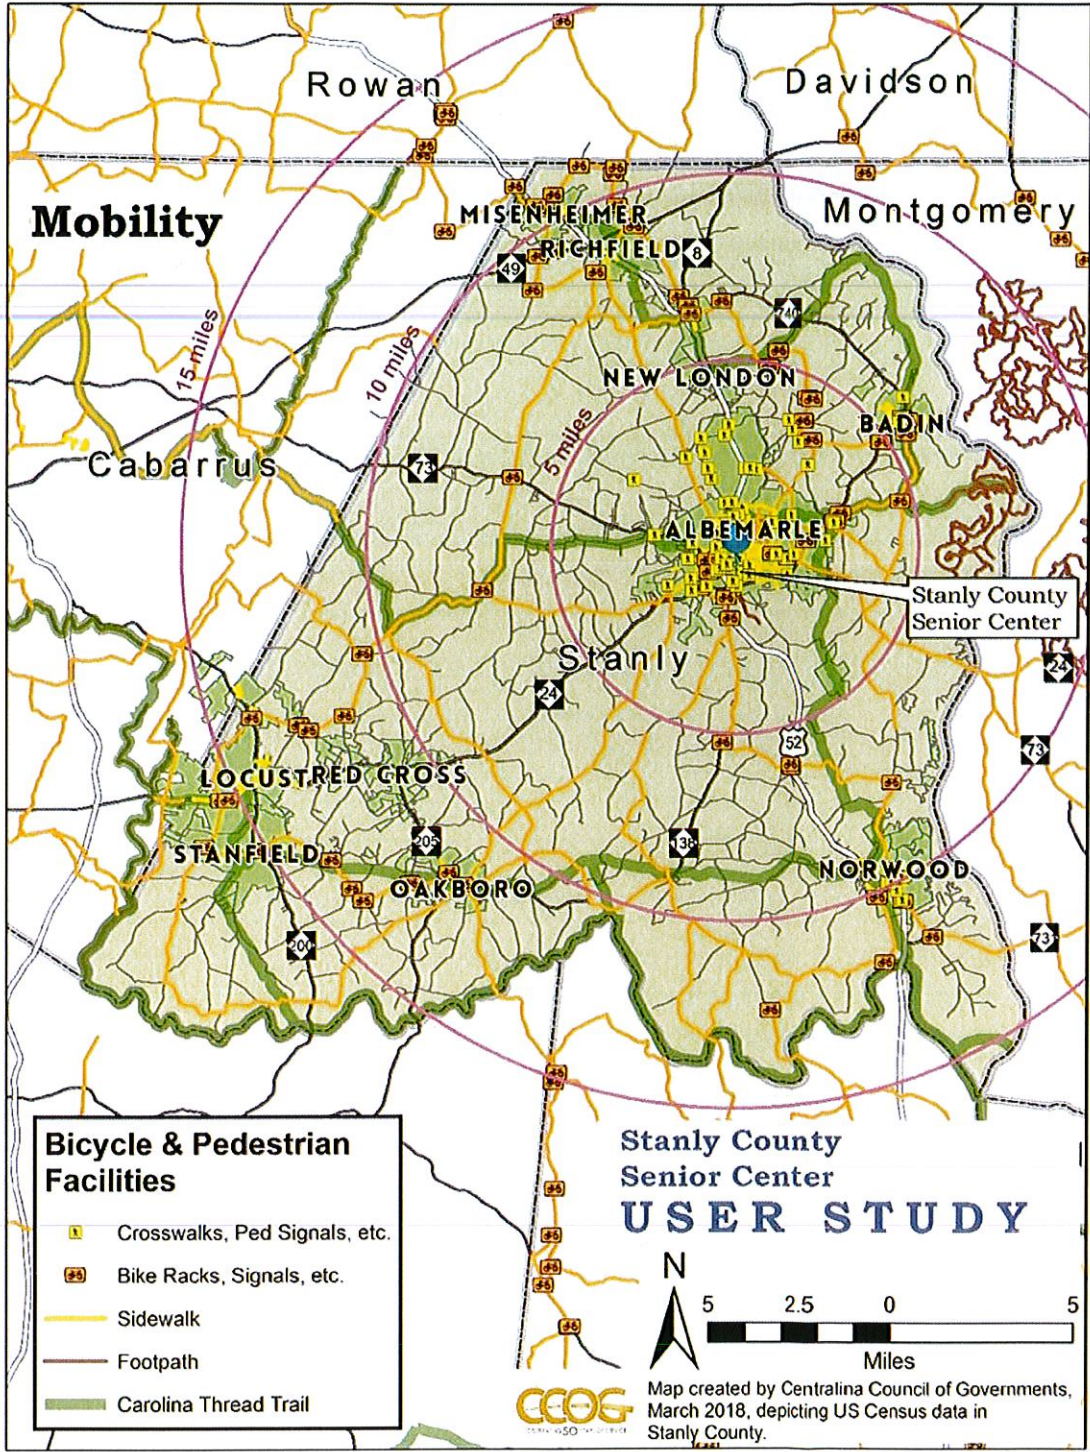 Rowan
Davidson
Mobility
MISENHEIMER
Montgomery
RICHFIELD
8
49
740
15 miles
10 miles
NEW LONDON
5 miles
BADIN
Cabarrus
73
ALBEMARLE
Stanly County
Senior Center
Stanly
24
24
52
73
LOCUST
RED CROSS
205
138
STANFIELD
OAKBORO
NORWOOD
200
731
Bicycle & Pedestrian
Facilities
Crosswalks, Ped Signals, etc.
Bike Racks, Signals, etc.
Sidewalk
Footpath
Carolina Thread Trail
Stanly County
Senior Center
USER STUDY
N
5 2.5 0 5
Miles
CCOG
Map created by Centralina Council of Governments,
March 2018, depicting US Census data in
Stanly County.